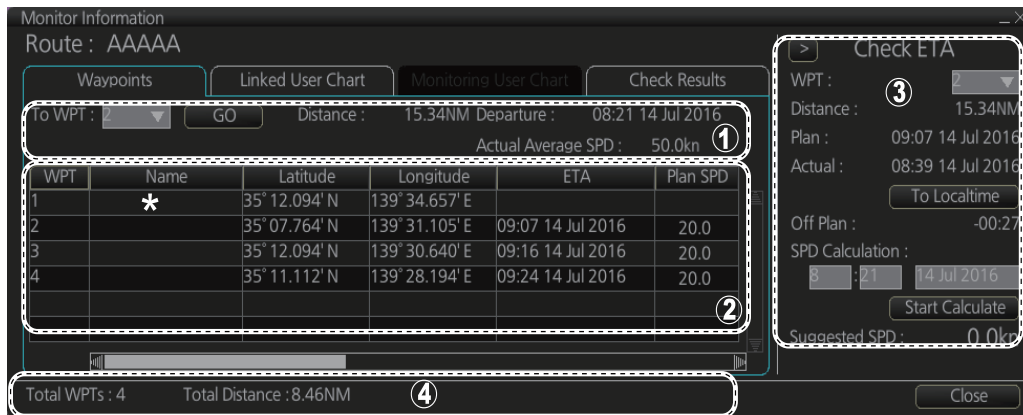 Monitor Information
Route : AAAAA
Waypoints Linked User Chart Monitoring User Chart Check Results
To WPT : 2 GO Distance : 15.34NM Departure : 08:21 14 Jul 2016
Actual Average SPD : 50.0kn
1
WPT Name Latitude Longitude ETA Plan SPD
1 * 35° 12.094' N 139° 34.657' E
2 35° 07.764' N 139° 31.105' E 09:07 14 Jul 2016 20.0
3 35° 12.094' N 139° 30.640' E 09:16 14 Jul 2016 20.0
4 35° 11.112' N 139° 28.194' E 09:24 14 Jul 2016 20.0
2
> Check ETA
WPT : 2
3
Distance : 15.34NM
Plan : 09:07 14 Jul 2016
Actual : 08:39 14 Jul 2016
To Localtime
Off Plan : -00:27
SPD Calculation :
8 :21 14 Jul 2016
Start Calculate
Suggested SPD : 0.0kn
Total WPTs : 4 Total Distance :8.46NM 4
Close